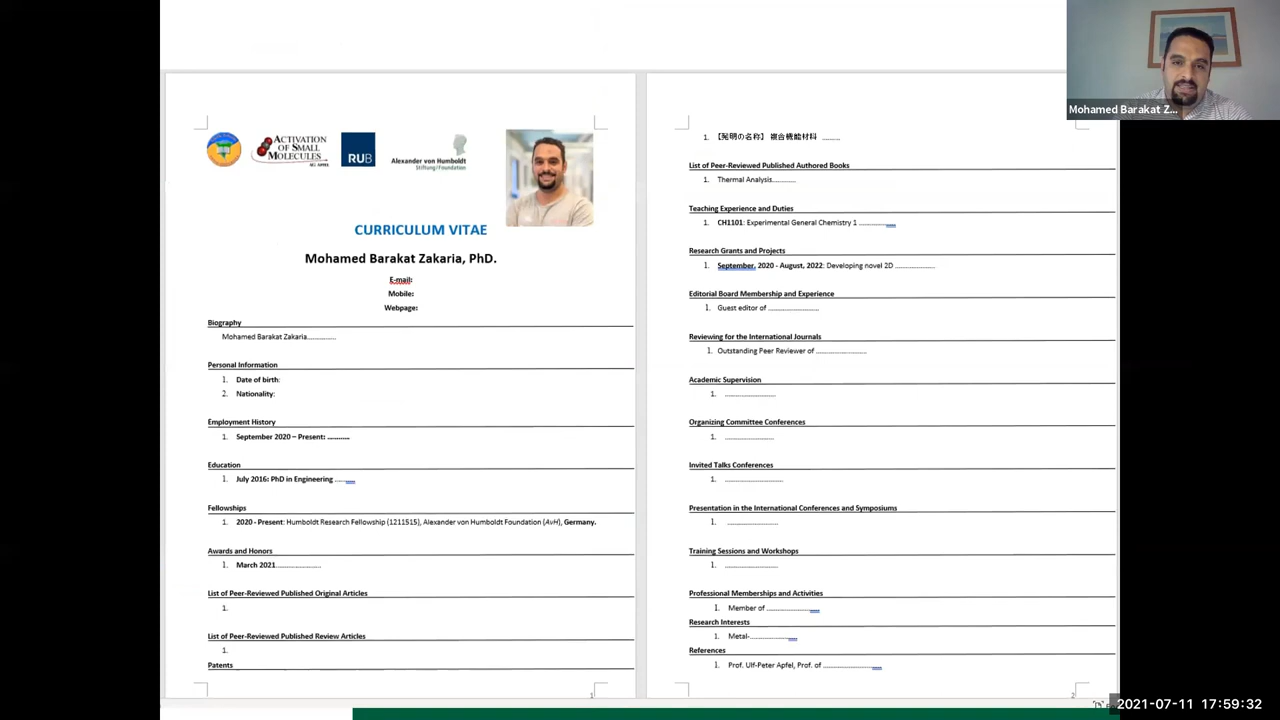 Mohamed Barakat Z...
ACTIVATION
OF SMALL
MOLECULES
RUB
Alexander von Humboldt
Stiftung/Foundation
CURRICULUM VITAE
Mohamed Barakat Zakaria, PhD.
E-mail:
Mobile:
Webpage:
Biography
Mohamed Barakat Zakaria...............
Personal Information
1. Date of birth:
2. Nationality:
Employment History
1. September 2020 – Present: ...........
Education
1. July 2016: PhD in Engineering ..........
Fellowships
1. 2020 - Present: Humboldt Research Fellowship (1211515), Alexander von Humboldt Foundation (AvH), Germany.
Awards and Honors
1. March 2021.......................
List of Peer-Reviewed Published Original Articles
1.
List of Peer-Reviewed Published Review Articles
1.
Patents
1
1. 【発明の名称】 複合機能材料 .........
List of Peer-Reviewed Published Authored Books
1. Thermal Analysis............
Teaching Experience and Duties
1. CH1101: Experimental General Chemistry 1 ..................
Research Grants and Projects
1. September, 2020 - August, 2022: Developing novel 2D ....................
Editorial Board Membership and Experience
1. Guest editor of .........................
Reviewing for the International Journals
1. Outstanding Peer Reviewer of .........................
Academic Supervision
1. .........................
Organizing Committee Conferences
1. .........................
Invited Talks Conferences
1. .............................
Presentation in the International Conferences and Symposiums
1. .........................
Training Sessions and Workshops
1. .........................
Professional Memberships and Activities
1. Member of .........................
Research Interests
1. Metal-.......................
References
1. Prof. Ulf-Peter Apfel, Prof. of ............................
2
2021-07-11 17:59:32